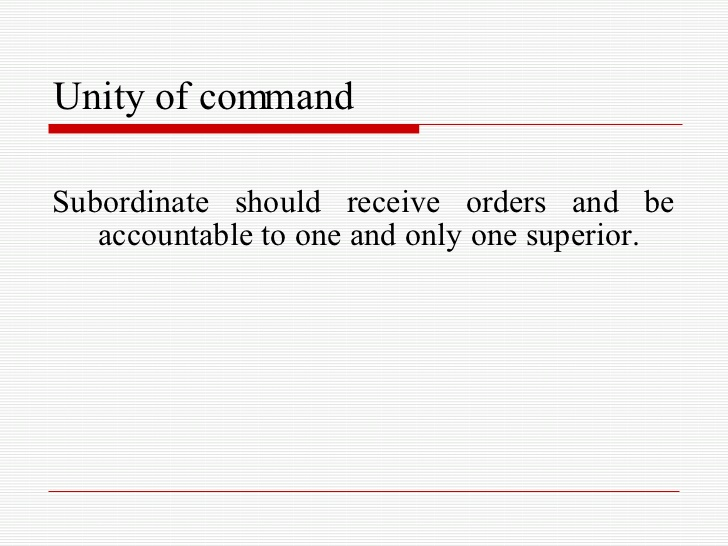 Unity of command
Subordinate should receive orders and be
accountable to one and only one superior.